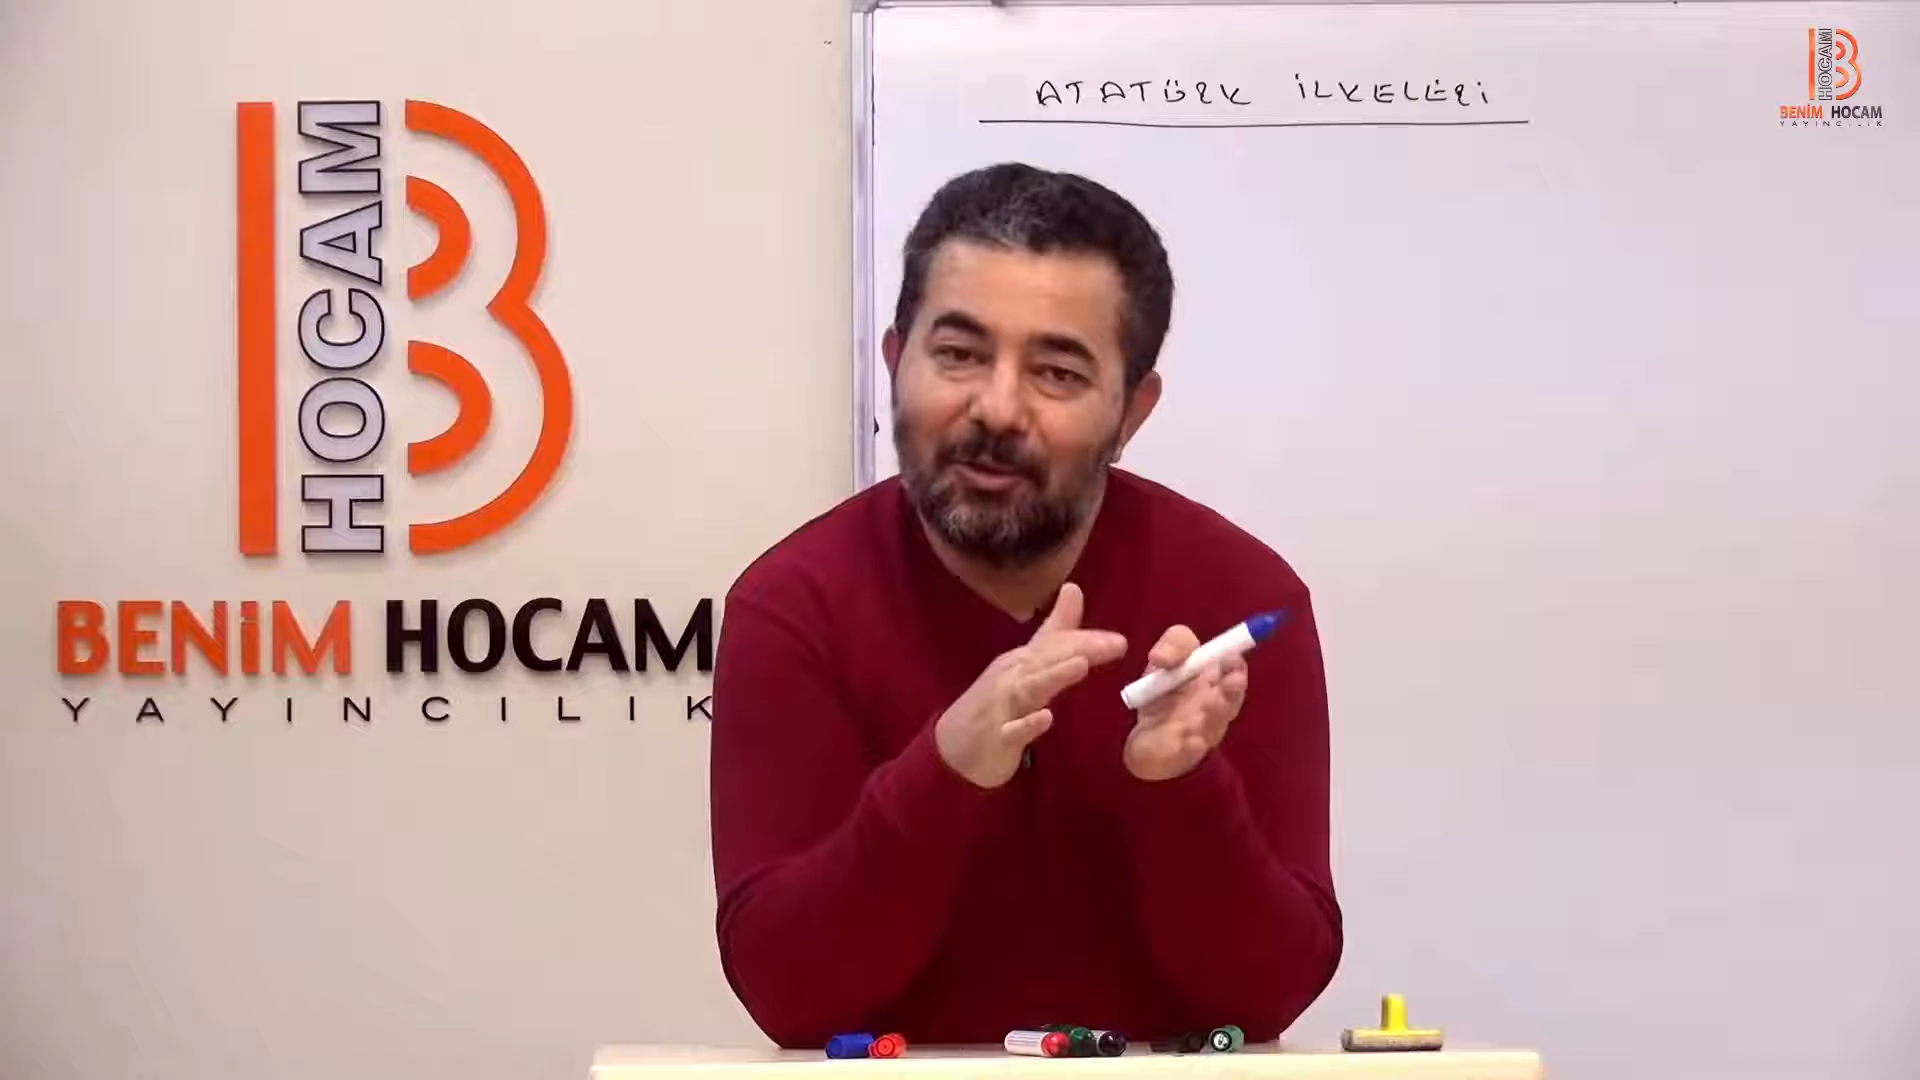 HOCAM
BENİM HOCAM
YAYINCILIK
ATATÜRK İLKELERİ
HOCAM
BENİM HOCAM
YAYINCILIK